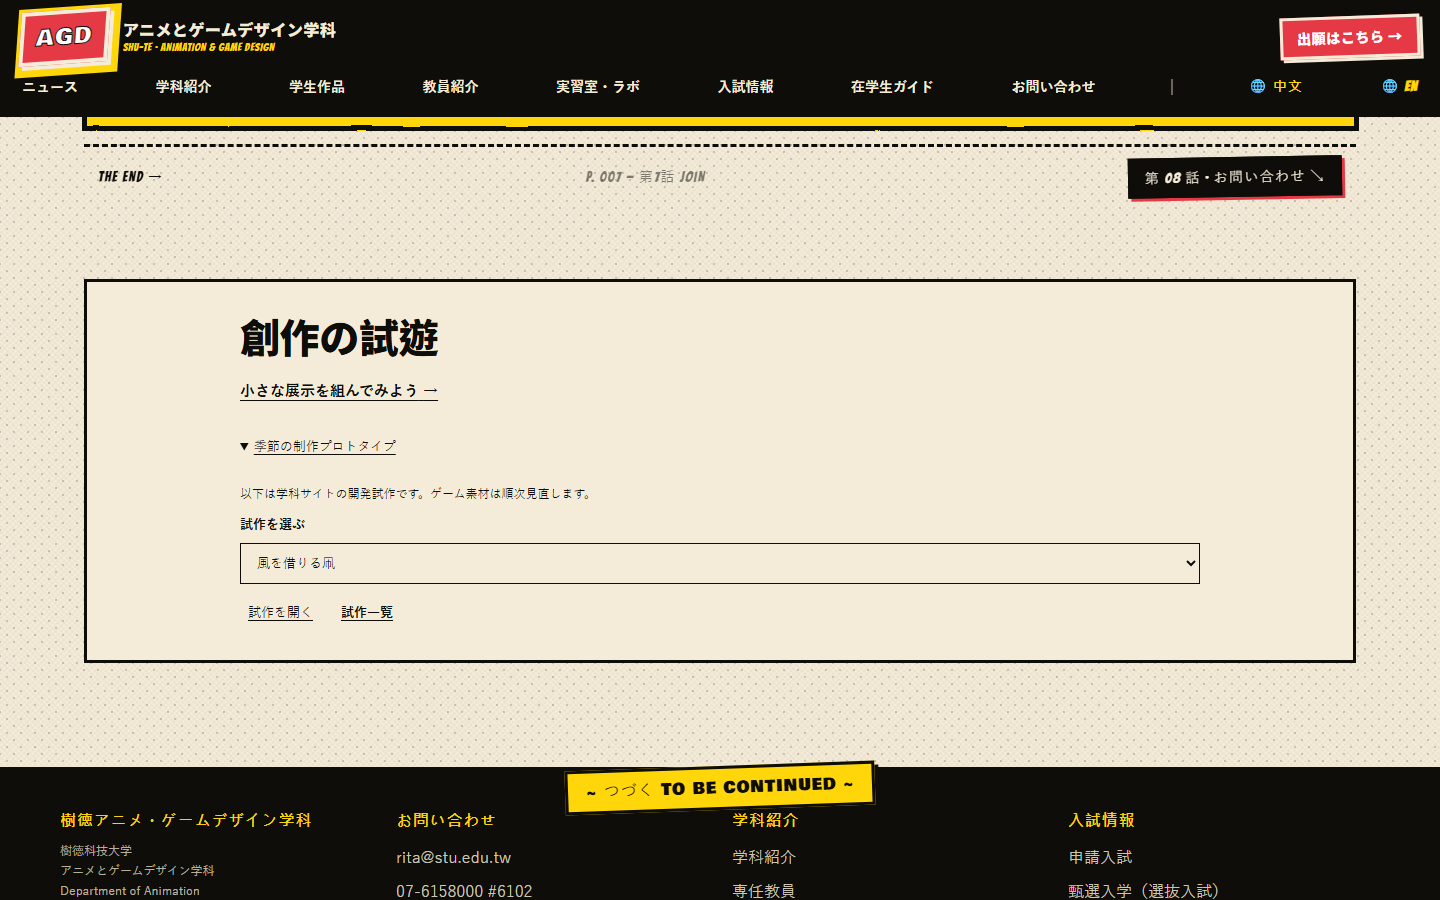 AGD
アニメとゲームデザイン学科
SHU-TE · ANIMATION & GAME DESIGN
出願はこちら →
ニュース
学科紹介
学生作品
教員紹介
実習室・ラボ
入試情報
在学生ガイド
お問い合わせ
中文
EN
THE END →
P. 007 — 第7話 JOIN
第 08 話・お問い合わせ ↘
創作の試遊
小さな展示を組んでみよう →
▼ 季節の制作プロトタイプ
以下は学科サイトの開発試作です。ゲーム素材は順次見直します。
試作を選ぶ
風を借りる凧
試作を開く
試作一覧
~ つづく TO BE CONTINUED ~
樹徳アニメ・ゲームデザイン学科
樹徳科技大学
アニメとゲームデザイン学科
Department of Animation
お問い合わせ
rita@stu.edu.tw
07-6158000 #6102
学科紹介
学科紹介
専任教員
入試情報
申請入試
甄選入学（選抜入試）